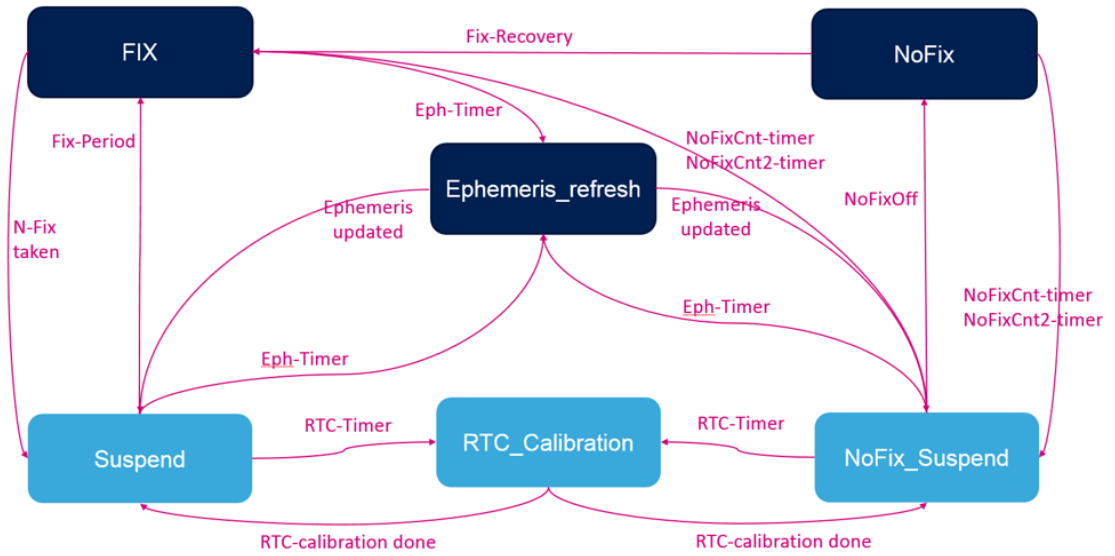 Fix-Recovery
FIX
NoFix
Eph-Timer
Fix-Period
NoFixCnt-timer
NoFixCnt2-timer
Ephemeris_refresh
NoFixOff
Ephemeris
updated
Ephemeris
updated
N-Fix
taken
NoFixCnt-timer
NoFixCnt2-timer
Eph-Timer
Eph-Timer
RTC-Timer
RTC-Timer
Suspend
RTC_Calibration
NoFix_Suspend
RTC-calibration done
RTC-calibration done